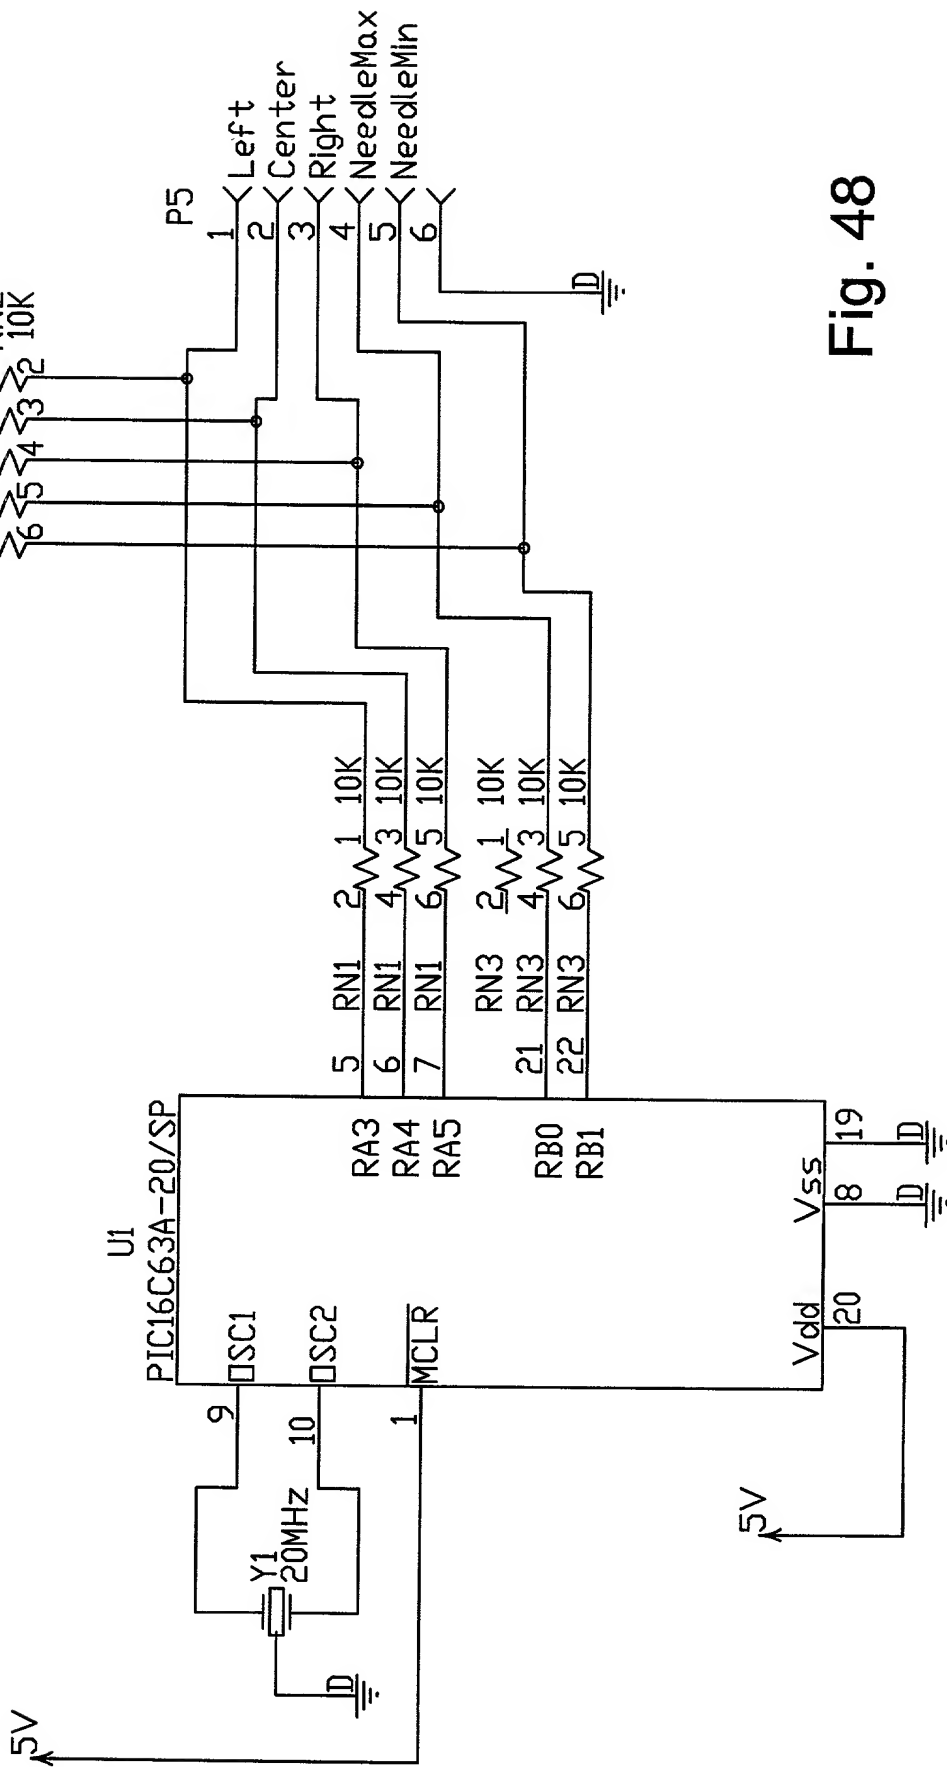 10K
2
3
4
5
6
P5
1 Left
2 Center
3 Right
4 NeedleMax
5 NeedleMin
6
D
U1
PIC16C63A-20/SP
9 OSC1
10 OSC2
1 MCLR
RA3 5 RN1 2 1 10K
RA4 6 RN1 4 3 10K
RA5 7 RN1 6 5 10K
RN3 2 1 10K
RB0 21 RN3 4 3 10K
RB1 22 RN3 6 5 10K
Vdd Vss
20 8 19
D D
Y1
20MHz
D
5V
5V
Fig. 48